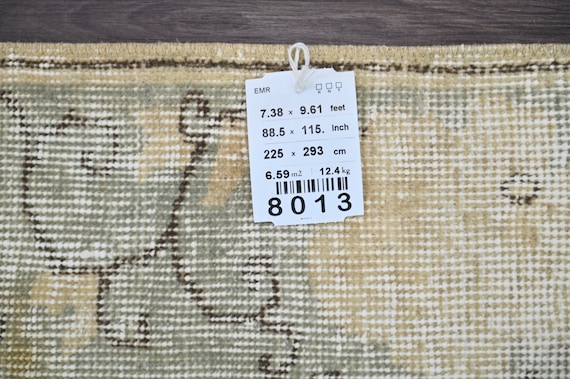 EMR
7.38 x 9.61 feet
88.5 x 115. Inch
225 x 293 cm
6.59 m2 12.4 kg
8013